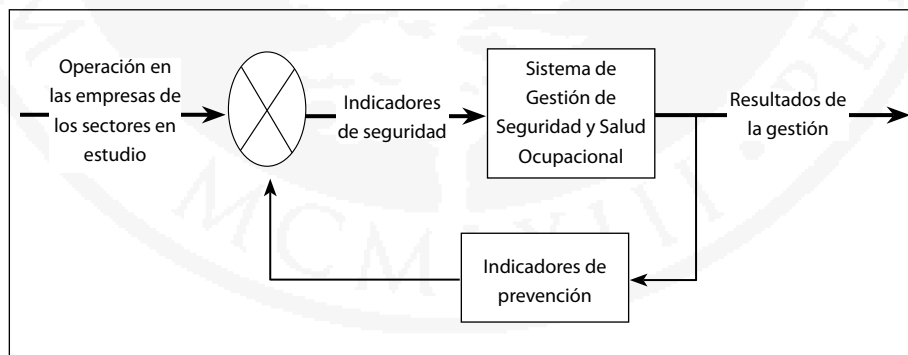 Operación en
las empresas de
los sectores en
estudio
Indicadores
de seguridad
Sistema de
Gestión de
Seguridad y Salud
Ocupacional
Resultados de
la gestión
Indicadores de
prevención